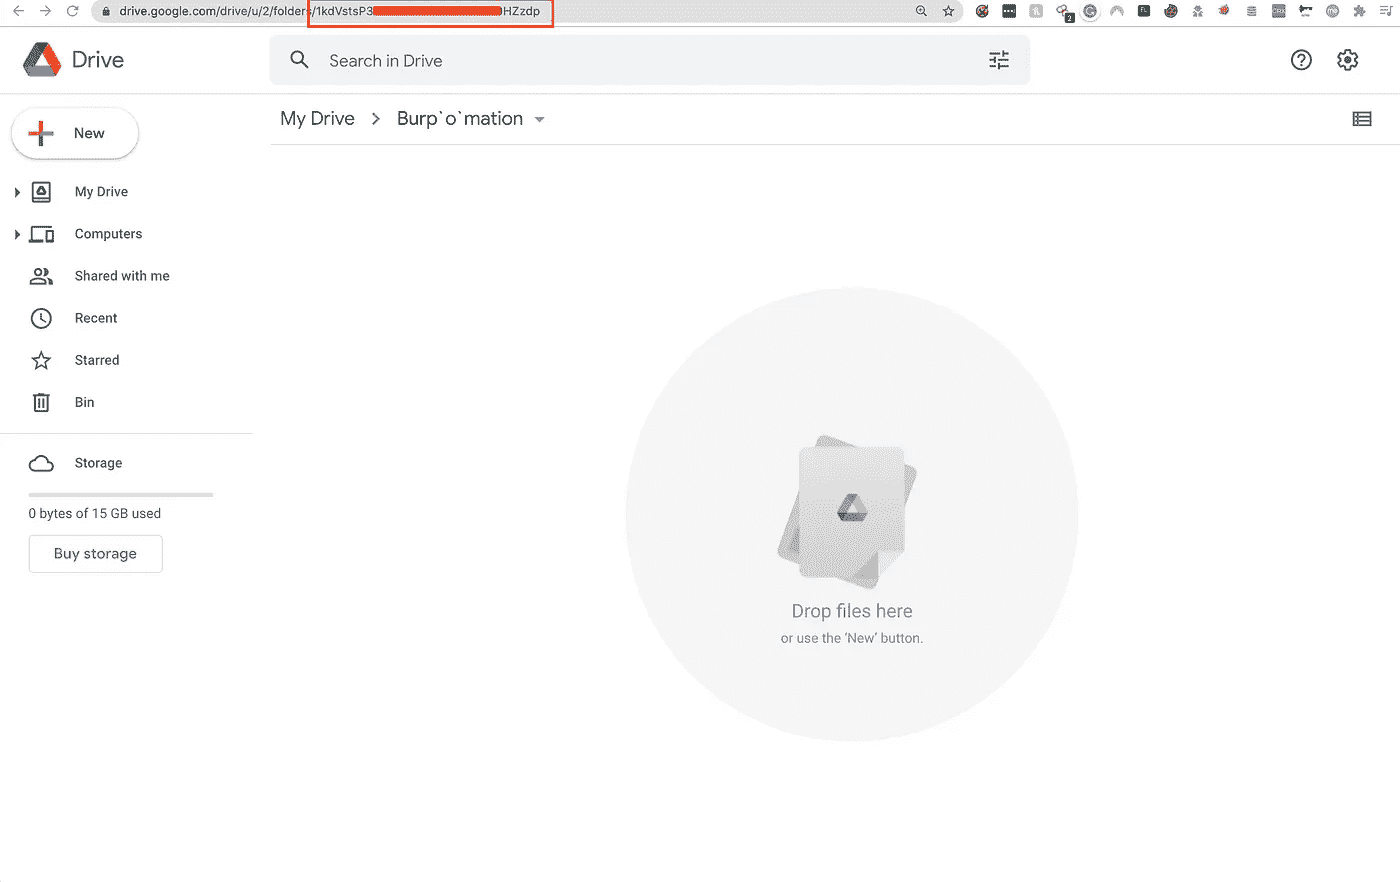 drive.google.com/drive/u/2/folders/1kdVstsP3 HZzdp
Drive
Search in Drive
My Drive Burp`o`mation
New
My Drive
Computers
Shared with me
Recent
Starred
Bin
Storage
0 bytes of 15 GB used
Buy storage
Drop files here
or use the ‘New’ button.